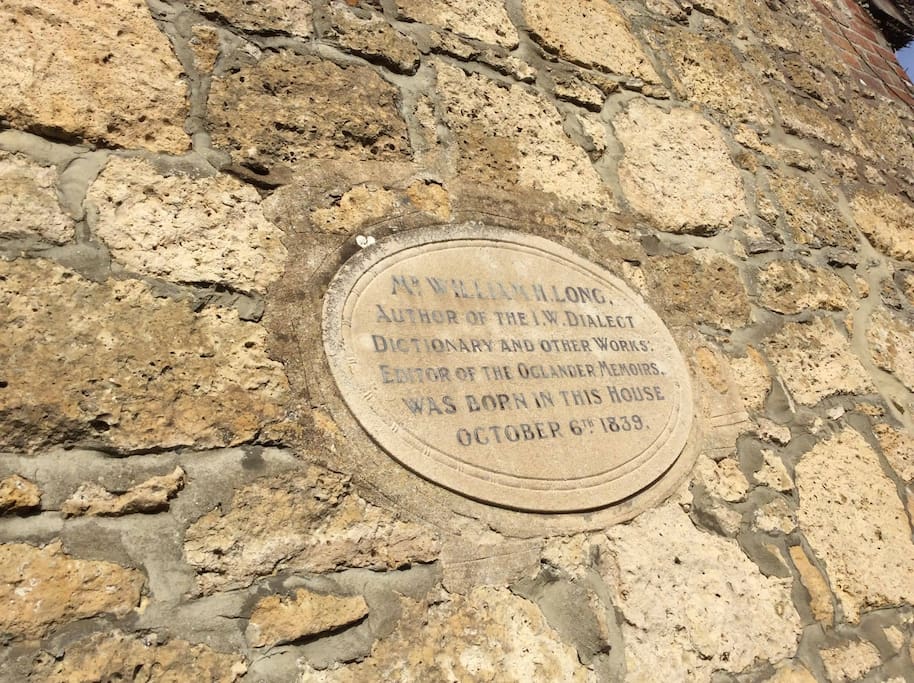 Mr. WILLIAM H. LONG,
AUTHOR OF THE I.W. DIALECT
DICTIONARY AND OTHER WORKS:
EDITOR OF THE OGLANDER MEMOIRS,
WAS BORN IN THIS HOUSE
OCTOBER 6TH 1839.